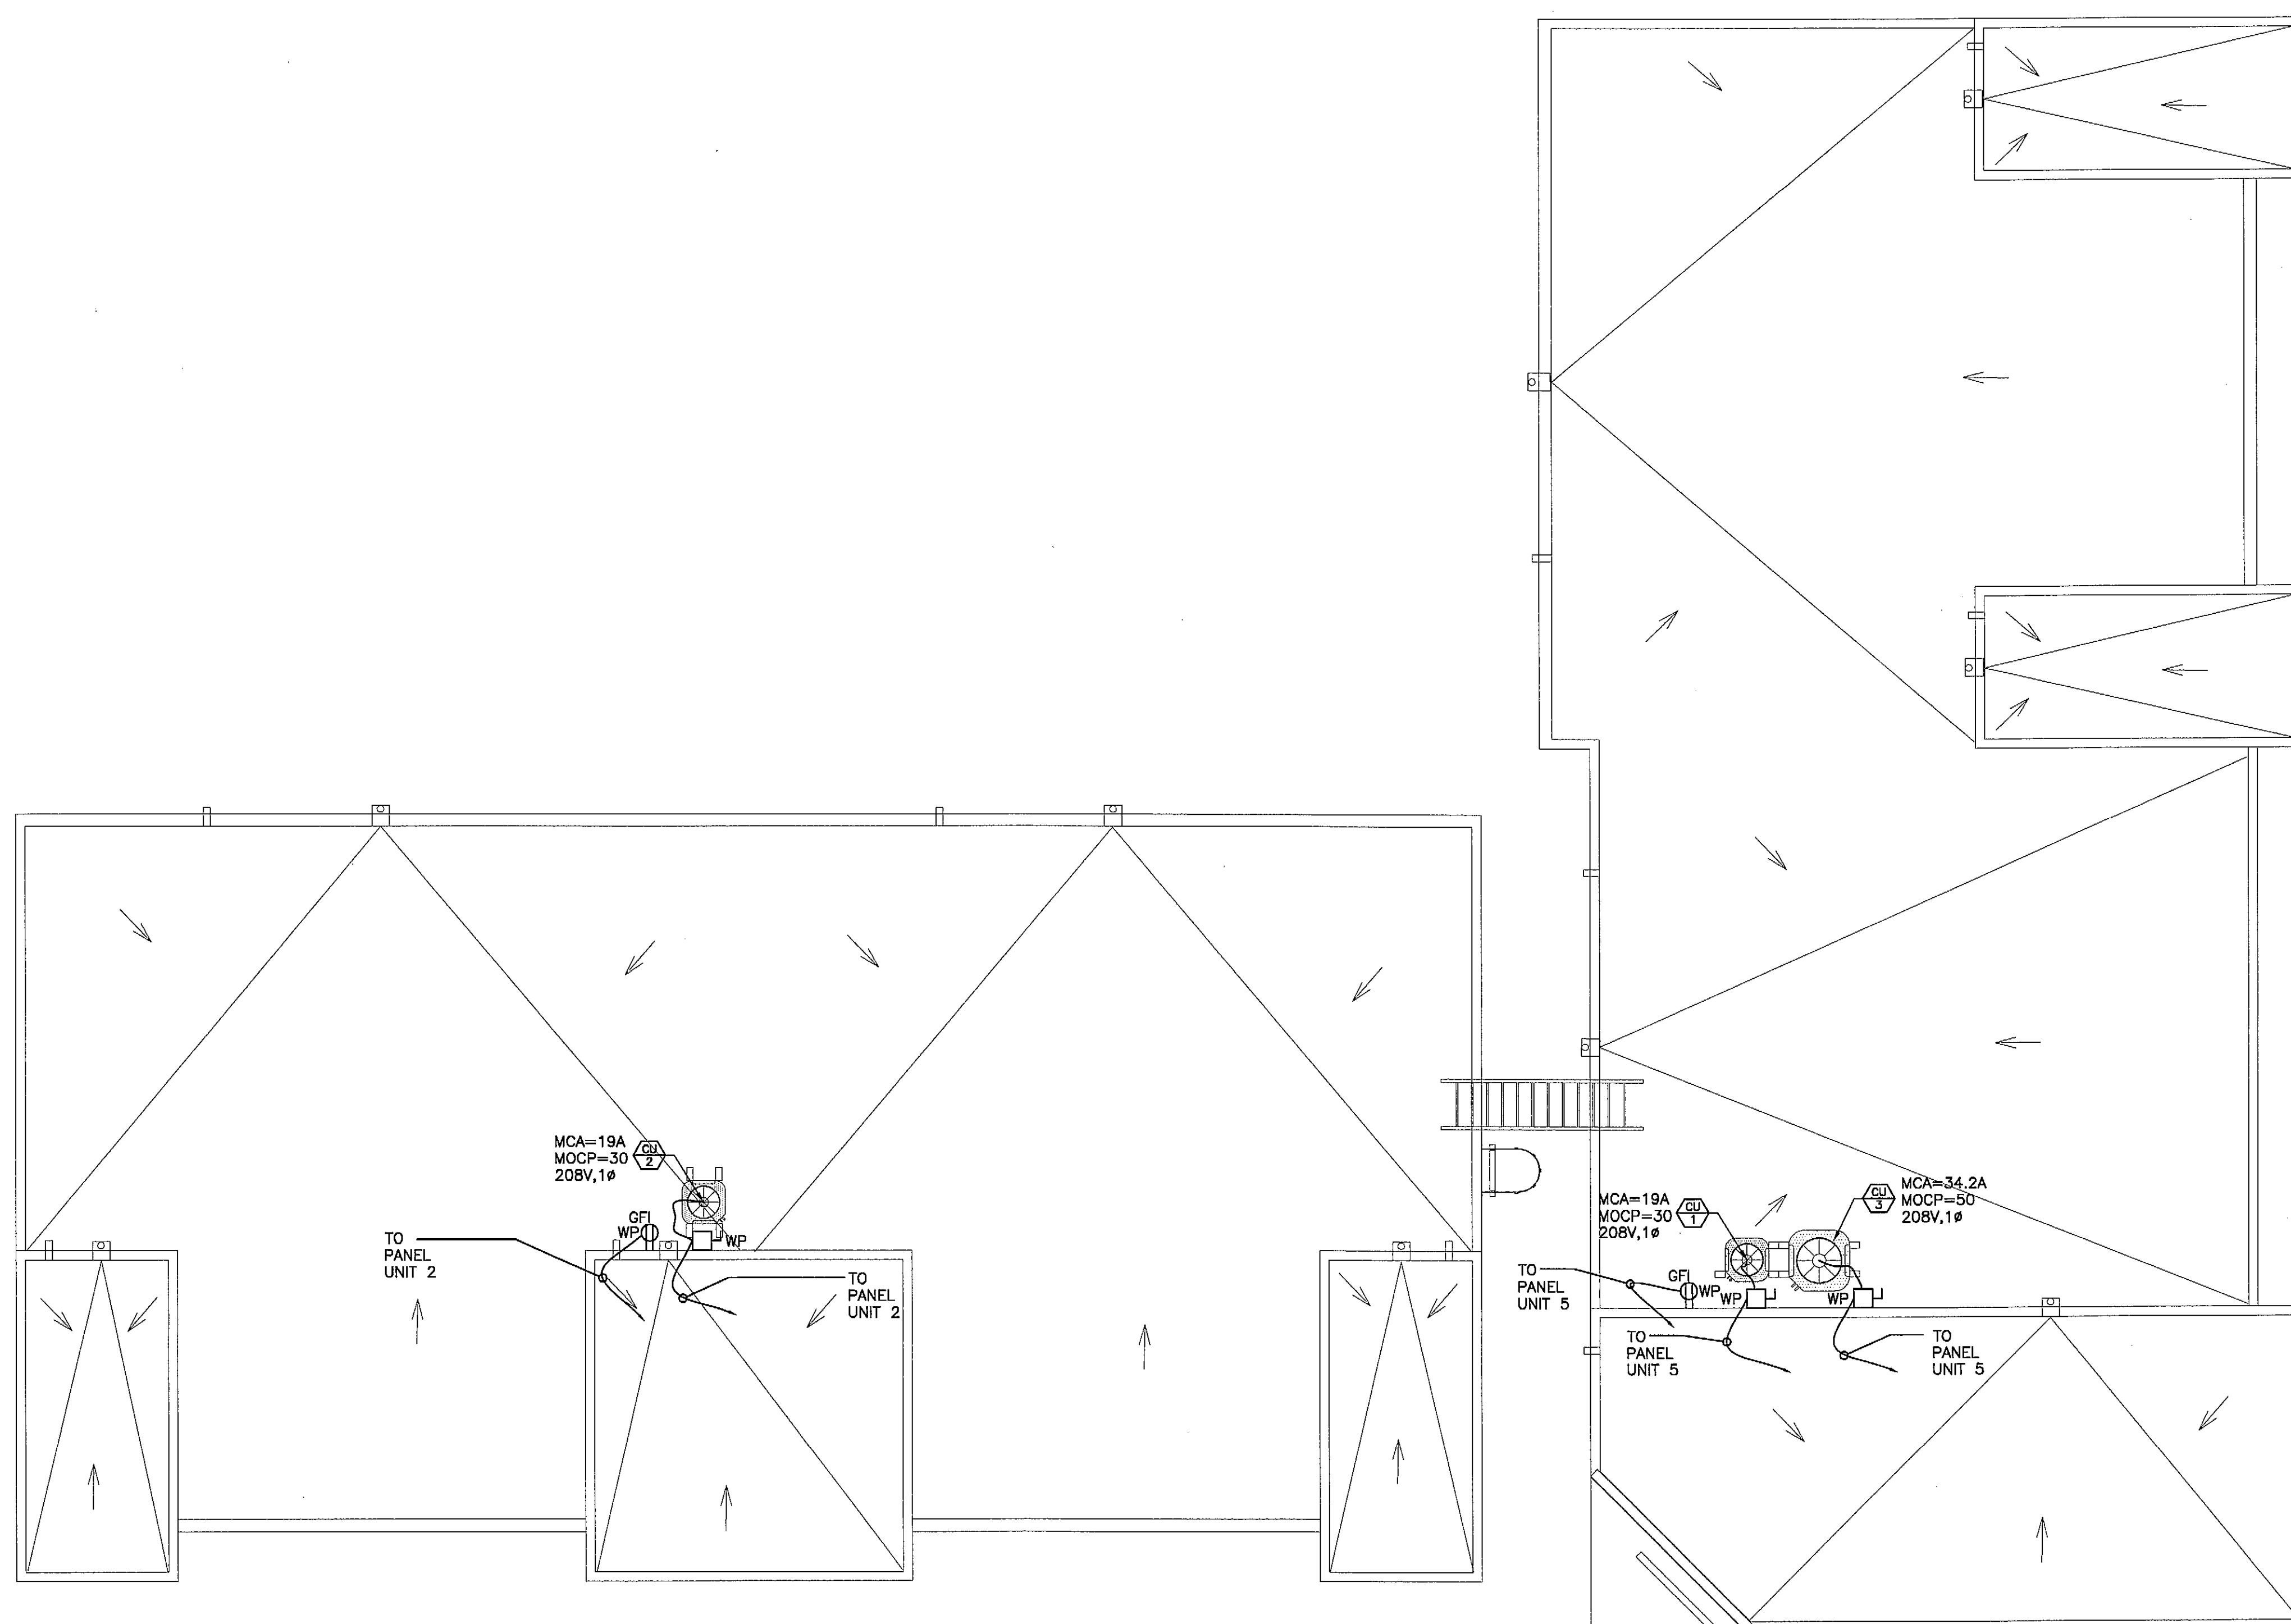 MCA=19A
MOCP=30
208V,1ø
CU
2
GFI
WP
WP
TO
PANEL
UNIT 2
TO
PANEL
UNIT 2
MCA=19A
MOCP=30
208V,1ø
CU
1
CU
3
MCA=34.2A
MOCP=50
208V,1ø
TO
PANEL
UNIT 5
GFI
WP
WP
WP
TO
PANEL
UNIT 5
TO
PANEL
UNIT 5